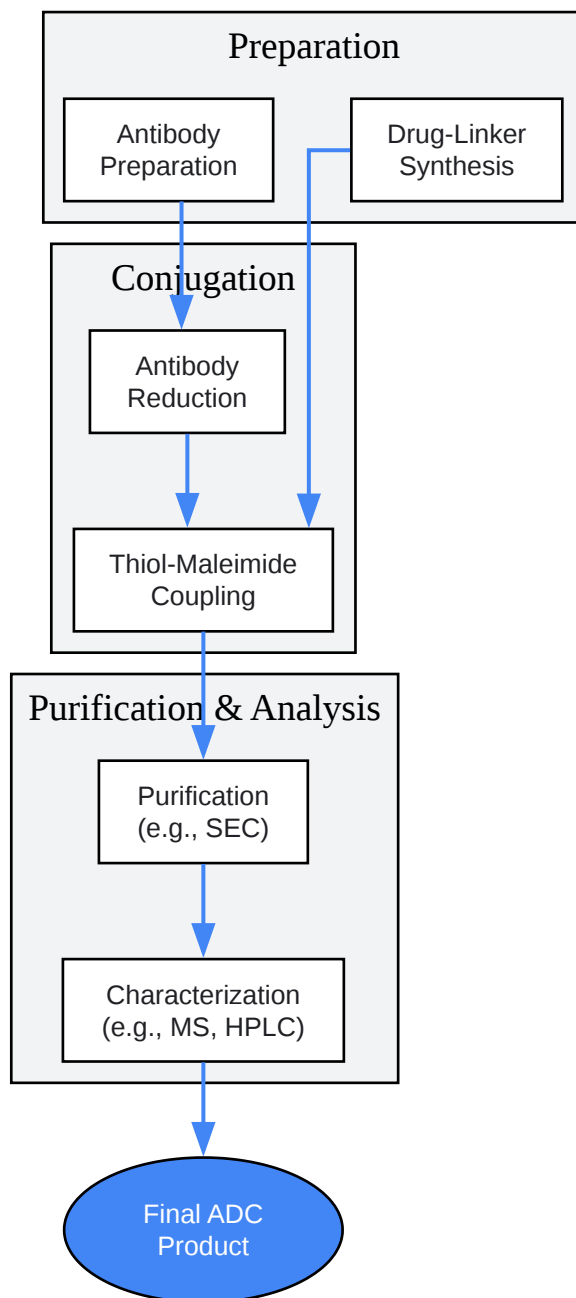 Preparation
Antibody
Preparation
Drug-Linker
Synthesis
Conjugation
Antibody
Reduction
Thiol-Maleimide
Coupling
Purification & Analysis
Purification
(e.g., SEC)
Characterization
(e.g., MS, HPLC)
Final ADC
Product